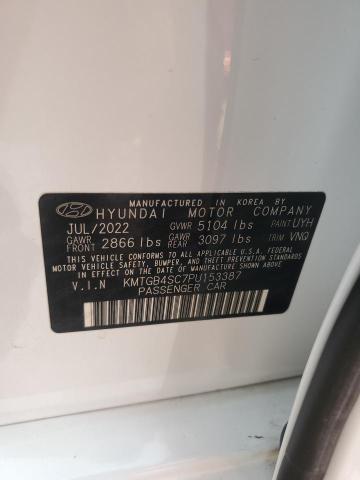 MANUFACTURED IN KOREA BY
HYUNDAI MOTOR COMPANY
JUL/2022 GVWR 5104 lbs PAINT UYH
GAWR FRONT 2866 lbs GAWR REAR 3097 lbs TRIM VNQ
THIS VEHICLE CONFORMS TO ALL APPLICABLE U.S.A. FEDERAL
MOTOR VEHICLE SAFETY, BUMPER, AND THEFT PREVENTION
STANDARDS IN EFFECT ON THE DATE OF MANUFACTURE SHOWN ABOVE.
V.I.N KMTGB4SC7PU153387
PASSENGER CAR